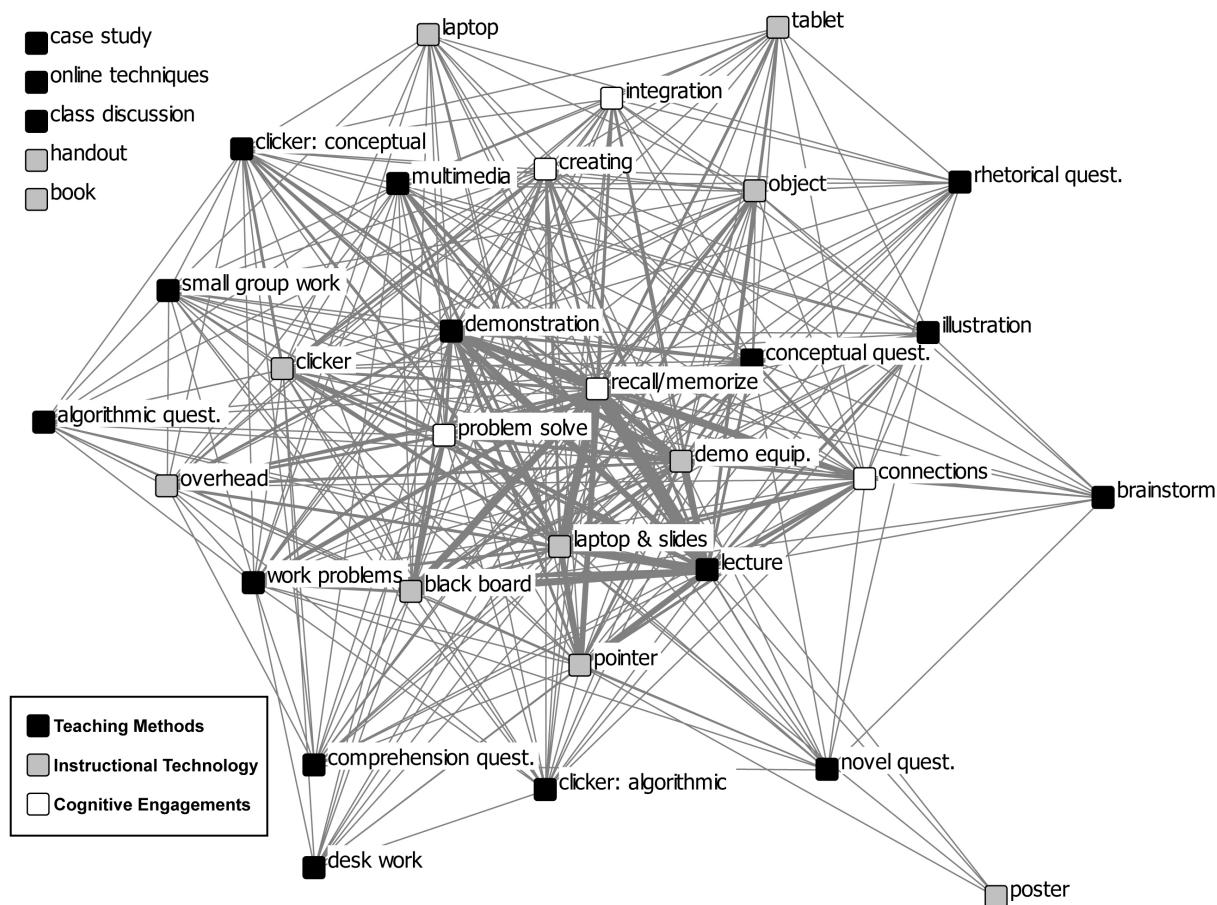 laptop
tablet
case study
online techniques
integration
class discussion
clicker: conceptual
handout
creating
multimedia
rhetorical quest.
object
book
small group work
demonstration
illustration
conceptual quest.
clicker
recall/memorize
algorithmic quest.
problem solve
demo equip.
connections
overhead
brainstorm
laptop & slides
lecture
work problems
black board
pointer
Teaching Methods
Instructional Technology
Cognitive Engagements
comprehension quest.
novel quest.
clicker: algorithmic
desk work
poster